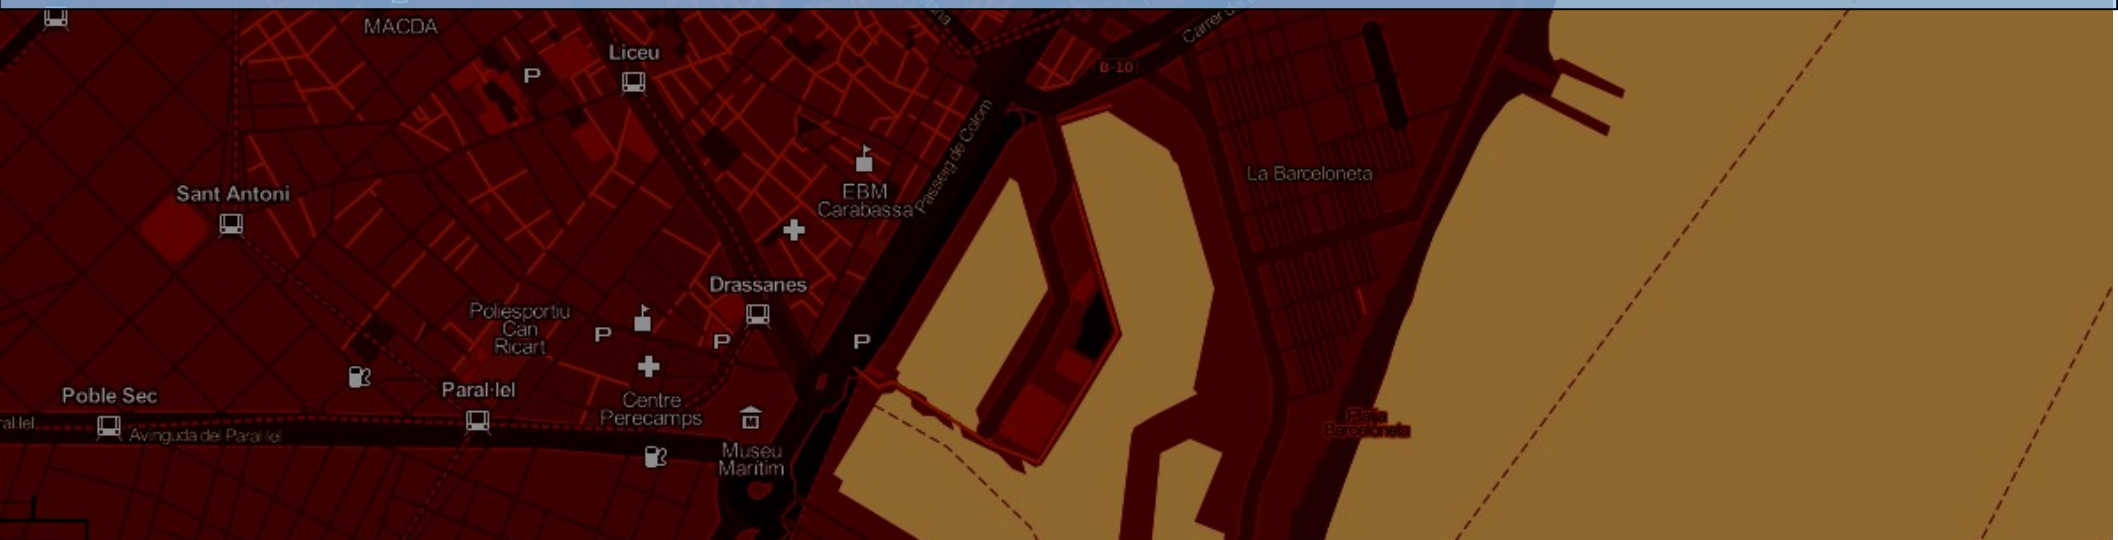 MACDA
Liceu
P
B-10
Passeig de Colom
La Barceloneta
EBM
Carabassa
Sant Antoni
Drassanes
Poliesportiu
Can
Ricart
P
P
P
Poble Sec
Paral·lel
Centre
Perecamps
Platja
Barceloneta
Avinguda del Paral·lel
M
Museu
Marítim